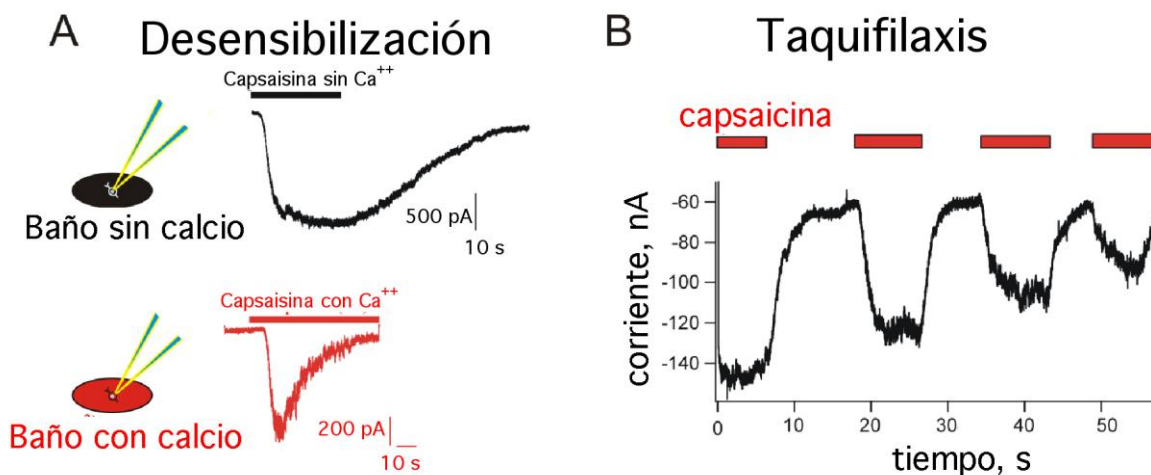 A
Desensibilización
Capsaisina sin Ca++
Baño sin calcio
500 pA
10 s
Capsaisina con Ca++
Baño con calcio
200 pA
10 s
B
Taquifilaxis
capsaicina
corriente, nA
-60
-80
-100
-120
-140
0
10
20
30
40
50
tiempo, s